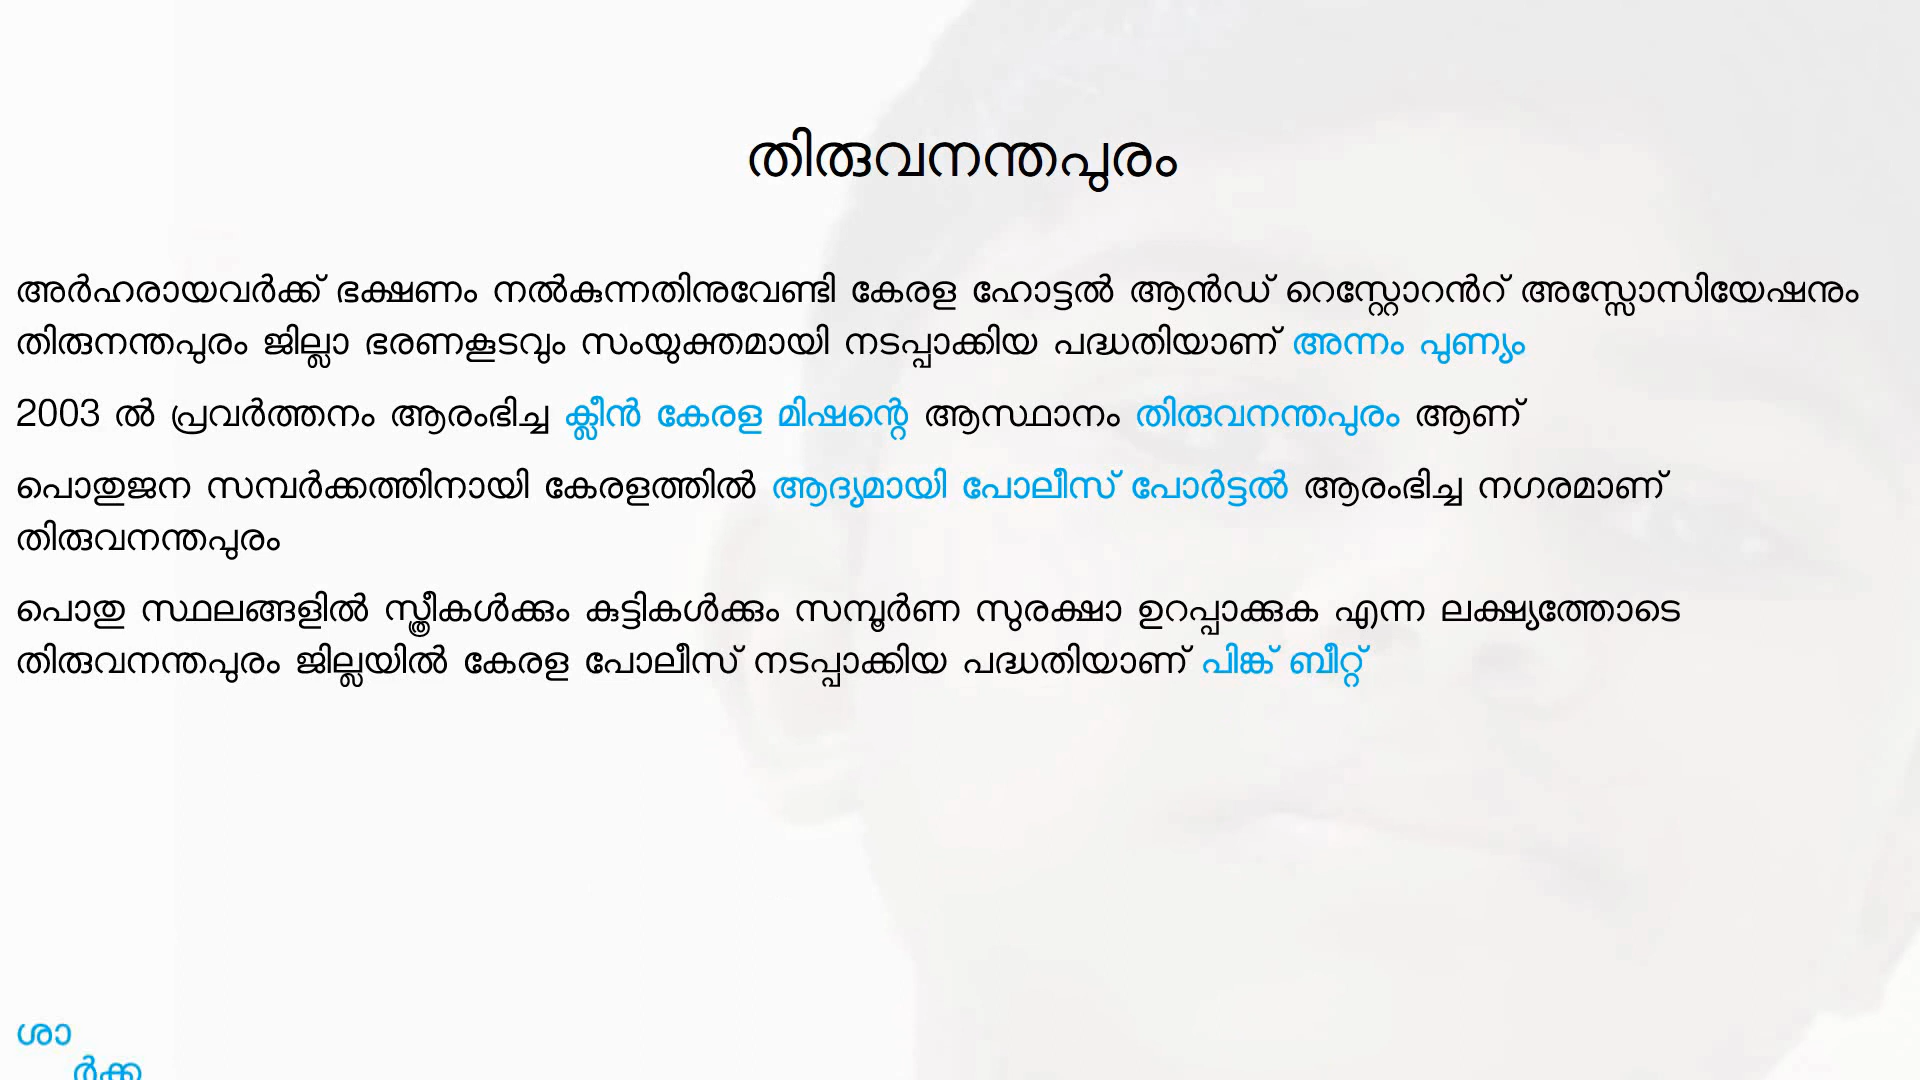 തിരുവനന്തപുരം
അർഹരായവർക്ക് ഭക്ഷണം നൽകുന്നതിനുവേണ്ടി കേരള ഹോട്ടൽ ആൻഡ് റെസ്റ്റോറൻറ് അസ്സോസിയേഷനും
തിരുനന്തപുരം ജില്ലാ ഭരണകൂടവും സംയുക്തമായി നടപ്പാക്കിയ പദ്ധതിയാണ് അന്നം പുണ്യം
2003 ൽ പ്രവർത്തനം ആരംഭിച്ച ക്ലീൻ കേരള മിഷന്റെ ആസ്ഥാനം തിരുവനന്തപുരം ആണ്
പൊതുജന സമ്പർക്കത്തിനായി കേരളത്തിൽ ആദ്യമായി പോലീസ് പോർട്ടൽ ആരംഭിച്ച നഗരമാണ്
തിരുവനന്തപുരം
പൊതു സ്ഥലങ്ങളിൽ സ്ത്രീകൾക്കും കുട്ടികൾക്കും സമ്പൂർണ സുരക്ഷാ ഉറപ്പാക്കുക എന്ന ലക്ഷ്യത്തോടെ
തിരുവനന്തപുരം ജില്ലയിൽ കേരള പോലീസ് നടപ്പാക്കിയ പദ്ധതിയാണ് പിങ്ക് ബീറ്റ്
ശാ
ർക്ക